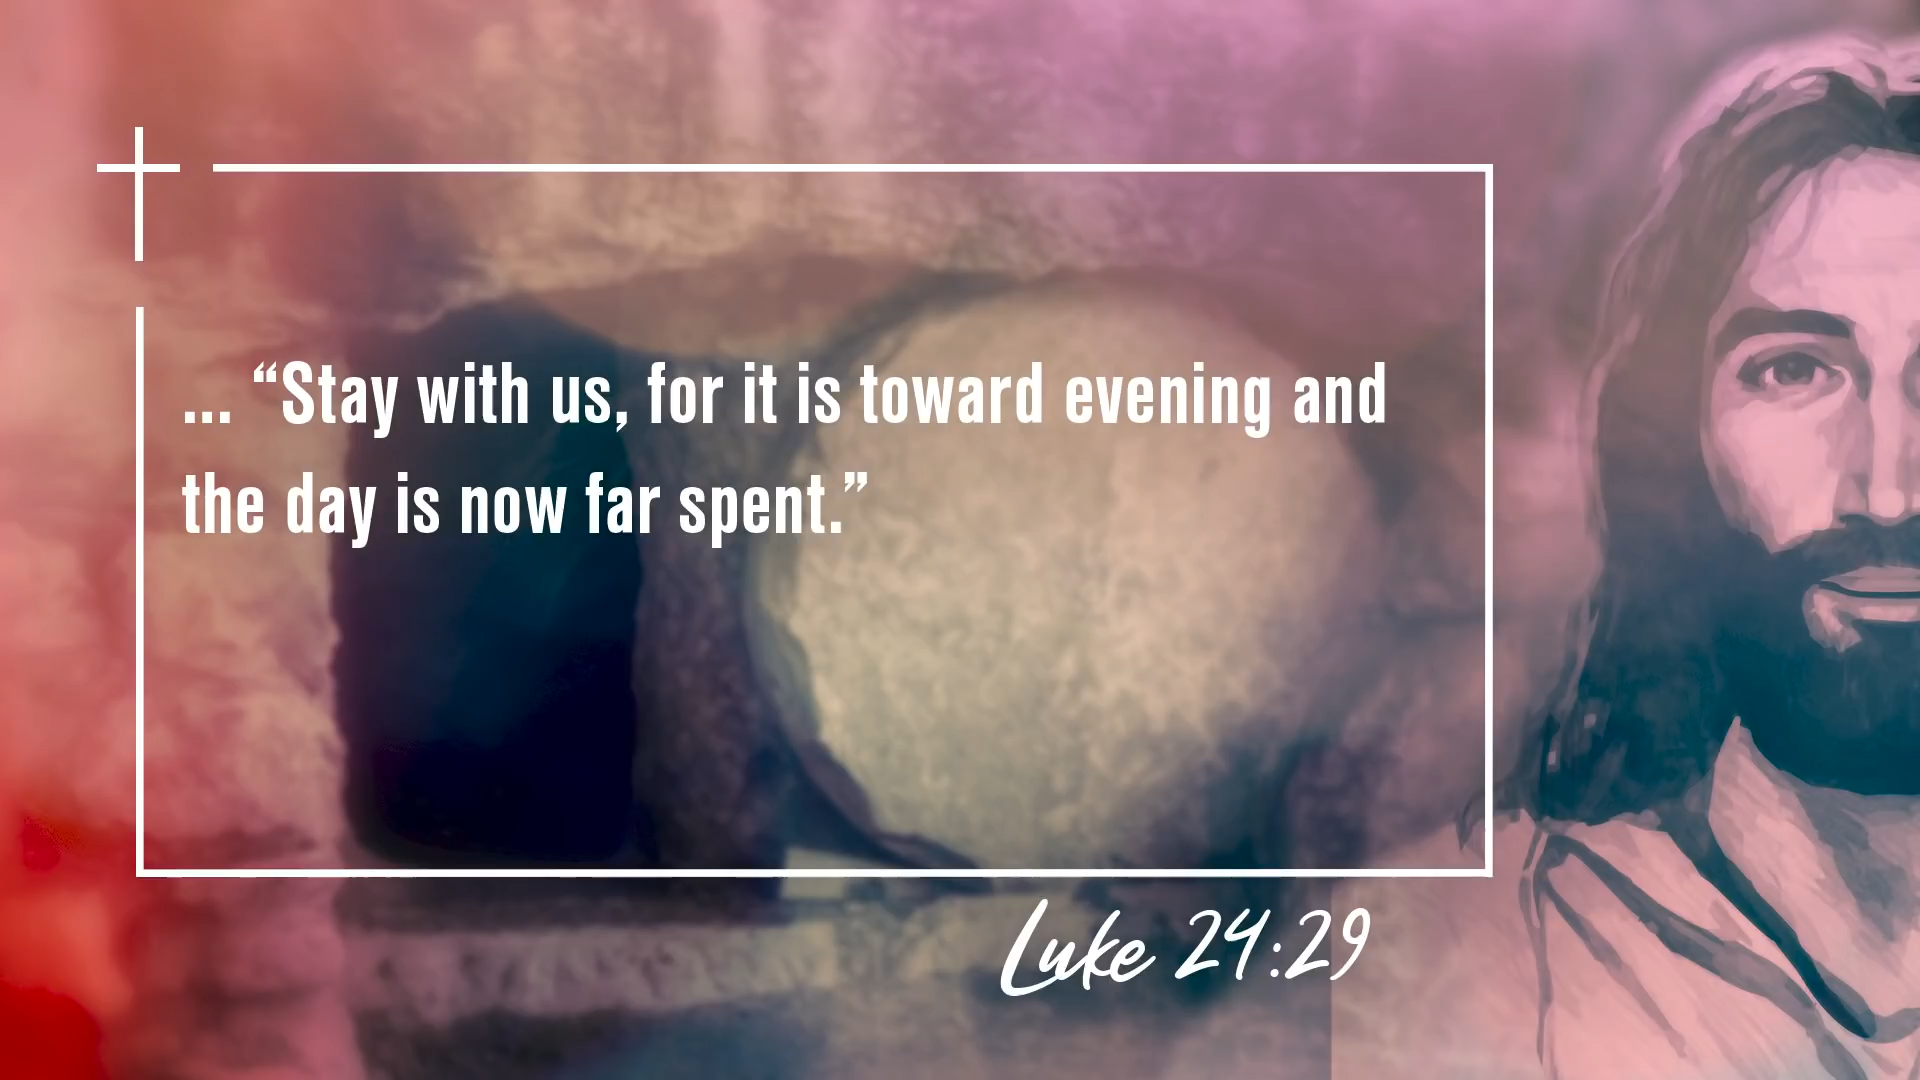 ... “Stay with us, for it is toward evening and
the day is now far spent.”
Luke 24:29